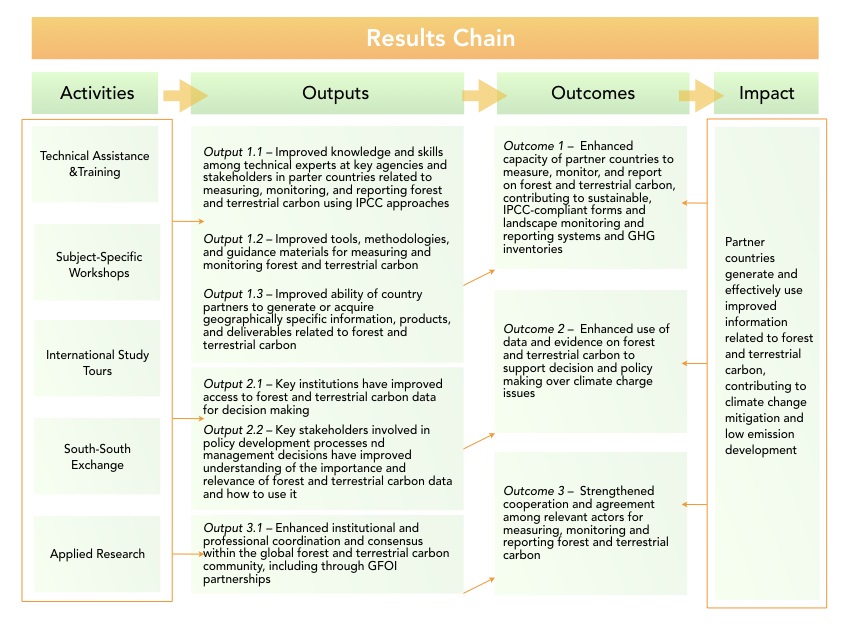 Results Chain
Activities
Outputs
Outcomes
Impact
Technical Assistance
&Training
Subject-Specific
Workshops
International Study
Tours
South-South
Exchange
Applied Research
Output 1.1 – Improved knowledge and skills
among technical experts at key agencies and
stakeholders in parter countries related to
measuring, monitoring, and reporting forest
and terrestrial carbon using IPCC approaches
Output 1.2 – Improved tools, methodologies,
and guidance materials for measuring and
monitoring forest and terrestrial carbon
Output 1.3 – Improved ability of country
partners to generate or acquire
geographically specific information, products,
and deliverables related to forest and
terrestrial carbon
Output 2.1 – Key institutions have improved
access to forest and terrestrial carbon data
for decision making
Output 2.2 – Key stakeholders involved in
policy development processes nd
management decisions have improved
understanding of the importance and
relevance of forest and terrestrial carbon data
and how to use it
Output 3.1 – Enhanced institutional and
professional coordination and consensus
within the global forest and terrestrial carbon
community, including through GFOI
partnerships
Outcome 1 – Enhanced
capacity of partner countries to
measure, monitor, and report
on forest and terrestrial carbon,
contributing to sustainable,
IPCC-compliant forms and
landscape monitoring and
reporting systems and GHG
inventories
Outcome 2 – Enhanced use of
data and evidence on forest
and terrestrial carbon to
support decision and policy
making over climate charge
issues
Outcome 3 – Strengthened
cooperation and agreement
among relevant actors for
measuring, monitoring and
reporting forest and terrestrial
carbon
Partner
countries
generate and
effectively use
improved
information
related to forest
and terrestrial
carbon,
contributing to
climate change
mitigation and
low emission
development